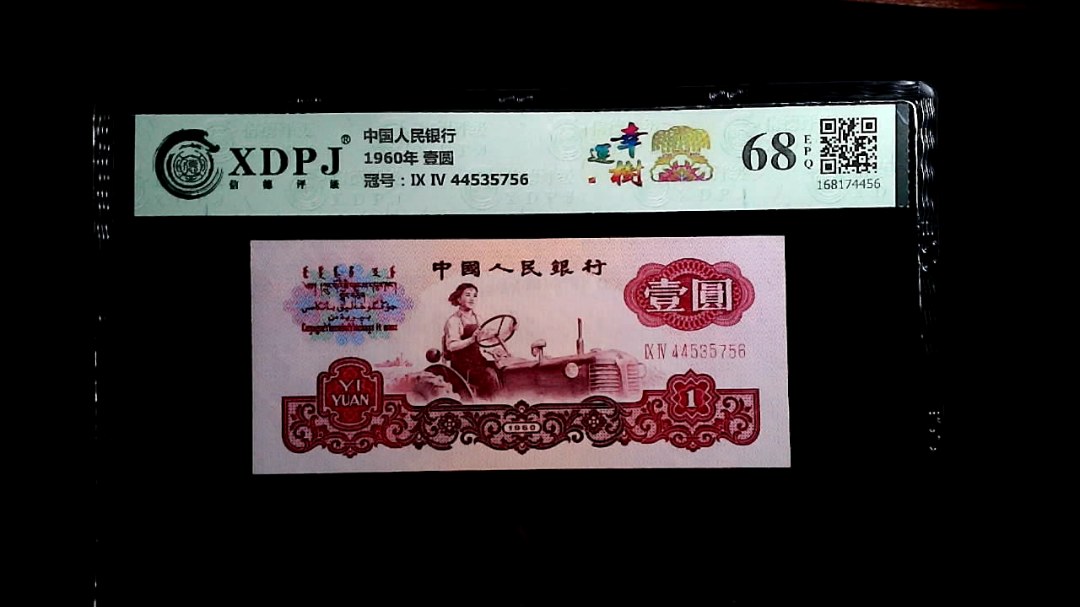 XDPJ®
信德评级
中国人民银行
1960年 壹圆
冠号：IX IV 44535756
幸运樹
68 EPQ
168174456
中國人民銀行
壹圓
IX IV 44535756
YI
YUAN
1960
1